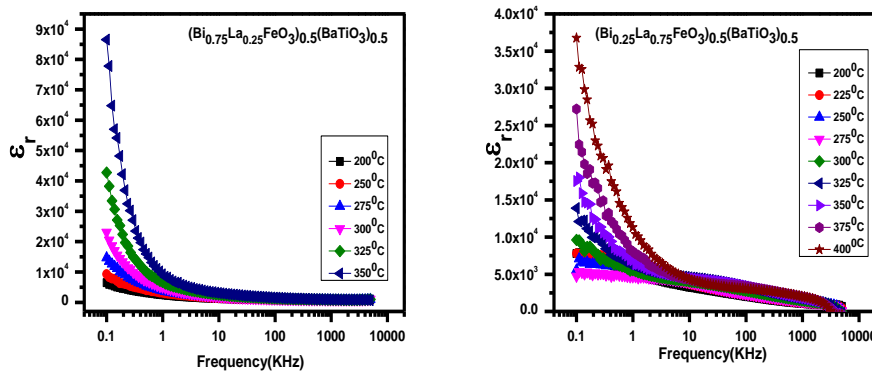 (Bi0.75La0.25FeO3)0.5(BaTiO3)0.5
εr
9x10^4
8x10^4
7x10^4
6x10^4
5x10^4
4x10^4
3x10^4
2x10^4
1x10^4
0
200⁰C
250⁰C
275⁰C
300⁰C
325⁰C
350⁰C
0.1 1 10 100 1000 10000
Frequency(KHz)
(Bi0.25La0.75FeO3)0.5(BaTiO3)0.5
εr
4.0x10^4
3.5x10^4
3.0x10^4
2.5x10^4
2.0x10^4
1.5x10^4
1.0x10^4
5.0x10^3
0.0
200⁰C
225⁰C
250⁰C
275⁰C
300⁰C
325⁰C
350⁰C
375⁰C
400⁰C
0.1 1 10 100 1000 10000
Frequency(KHz)